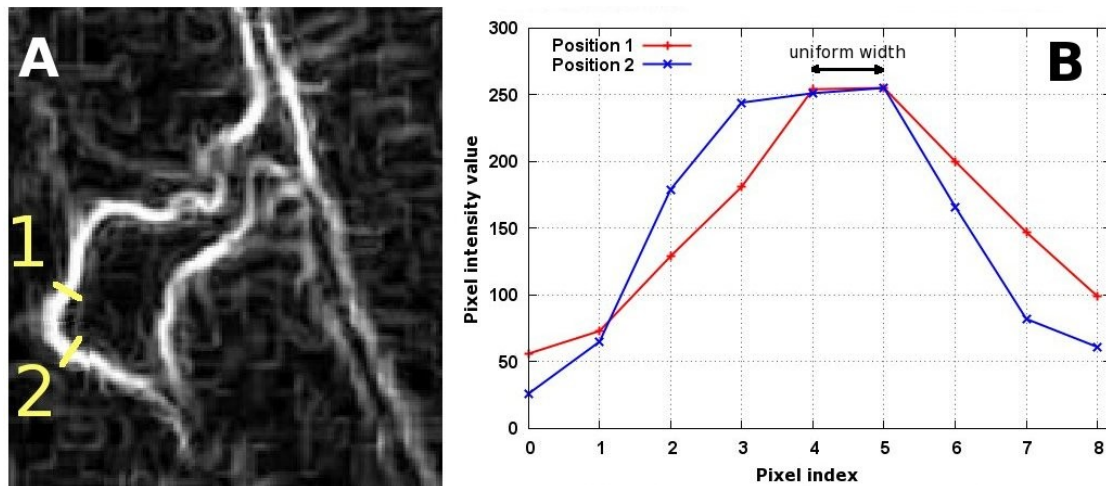 A
1
2
B
Position 1
Position 2
uniform width
Pixel intensity value
300
250
200
150
100
50
0
0 1 2 3 4 5 6 7 8
Pixel index